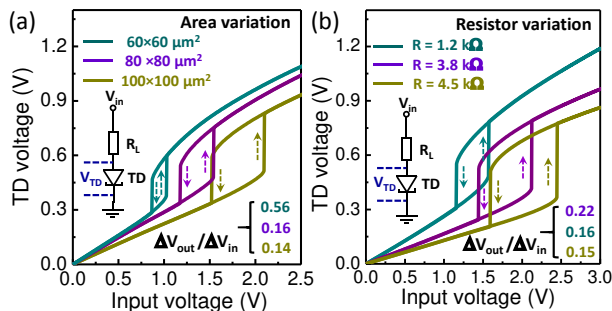 (a)
Area variation
60×60 μm²
80 ×80 μm²
100×100 μm²
V_in
R_L
V_TD
TD
0.56
0.16
0.14
ΔV_out /ΔV_in
TD voltage (V)
1.2
0.9
0.6
0.3
0.0
0.0 0.5 1.0 1.5 2.0 2.5
Input voltage (V)
(b)
Resistor variation
R = 1.2 kΩ
R = 3.8 kΩ
R = 4.5 kΩ
V_in
R_L
V_TD
TD
0.22
0.16
0.15
ΔV_out /ΔV_in
TD voltage (V)
1.2
0.9
0.6
0.3
0.0
0.0 0.5 1.0 1.5 2.0 2.5 3.0
Input voltage (V)